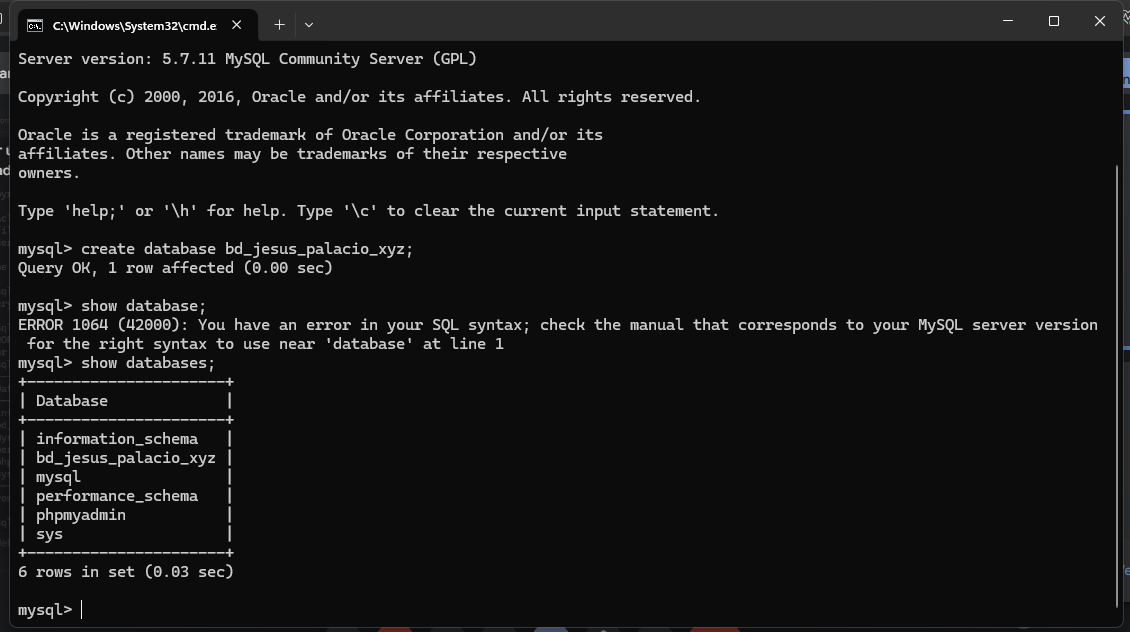 C:\Windows\System32\cmd.e
Server version: 5.7.11 MySQL Community Server (GPL)
Copyright (c) 2000, 2016, Oracle and/or its affiliates. All rights reserved.
Oracle is a registered trademark of Oracle Corporation and/or its
affiliates. Other names may be trademarks of their respective
owners.
Type 'help;' or '\h' for help. Type '\c' to clear the current input statement.
mysql> create database bd_jesus_palacio_xyz;
Query OK, 1 row affected (0.00 sec)
mysql> show database;
ERROR 1064 (42000): You have an error in your SQL syntax; check the manual that corresponds to your MySQL server version
 for the right syntax to use near 'database' at line 1
mysql> show databases;
+----------------------+
| Database             |
+----------------------+
| information_schema   |
| bd_jesus_palacio_xyz |
| mysql                |
| performance_schema   |
| phpmyadmin           |
| sys                  |
+----------------------+
6 rows in set (0.03 sec)
mysql>